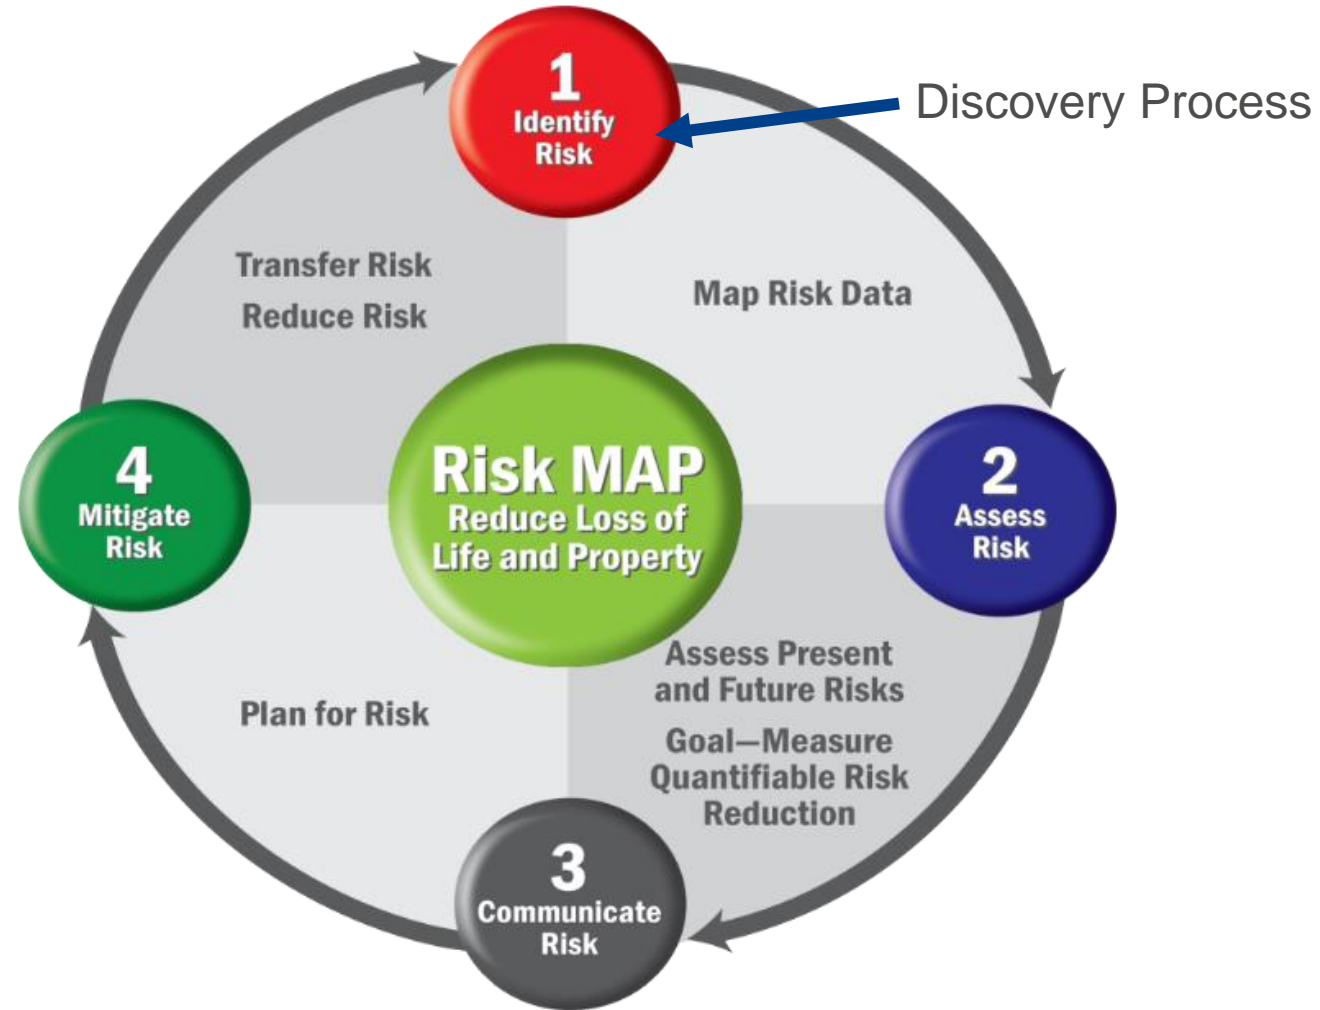 1
Identify
Risk
Discovery Process
Transfer Risk
Reduce Risk
Map Risk Data
4
Mitigate
Risk
Risk MAP
Reduce Loss of
Life and Property
2
Assess
Risk
Plan for Risk
Assess Present
and Future Risks
Goal—Measure
Quantifiable Risk
Reduction
3
Communicate
Risk